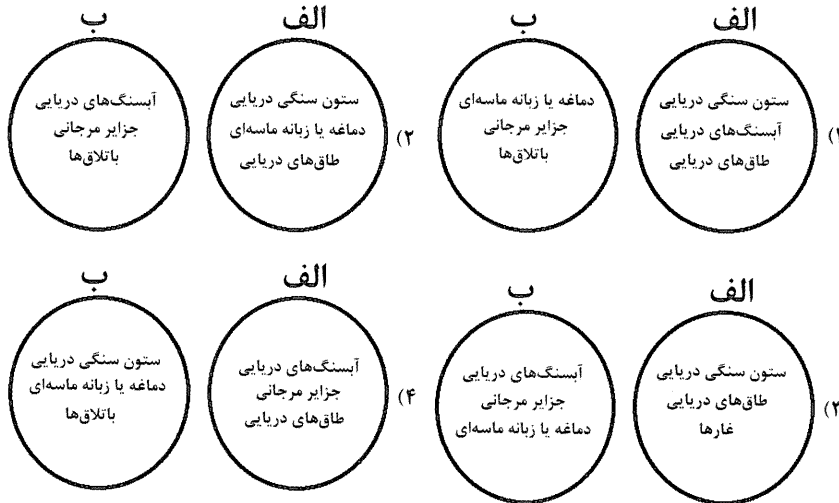 الف
ب
۱)
ستون سنگی دریایی
آبسنگ‌های دریایی
طاق‌های دریایی
دماغه یا زبانه ماسه‌ای
جزایر مرجانی
باتلاق‌ها
الف
ب
۲)
ستون سنگی دریایی
دماغه یا زبانه ماسه‌ای
طاق‌های دریایی
آبسنگ‌های دریایی
جزایر مرجانی
باتلاق‌ها
الف
ب
ستون سنگی دریایی
طاق‌های دریایی
غارها
آبسنگ‌های دریایی
جزایر مرجانی
دماغه یا زبانه ماسه‌ای
الف
ب
۴)
آبسنگ‌های دریایی
جزایر مرجانی
طاق‌های دریایی
ستون سنگی دریایی
دماغه یا زبانه ماسه‌ای
باتلاق‌ها